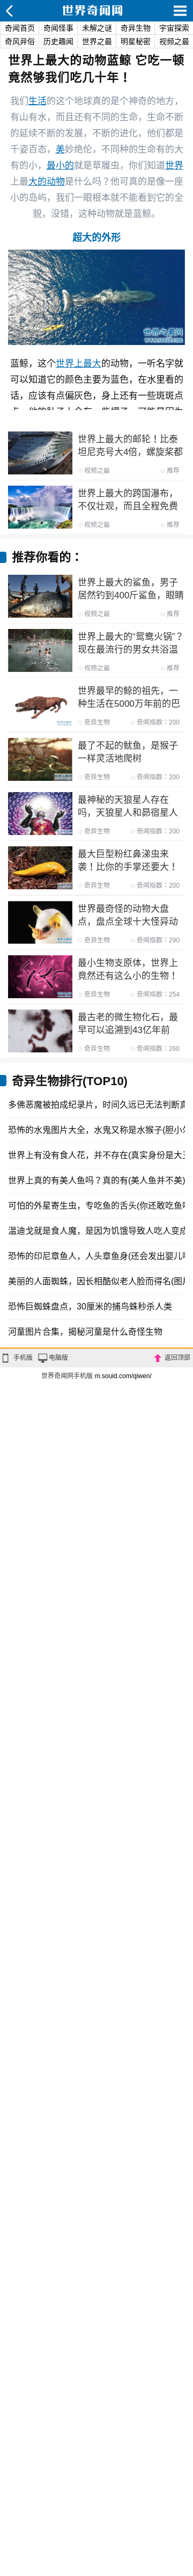 世界奇闻网
奇闻首页 奇闻怪事 未解之谜 奇异生物 宇宙探索
奇风异俗 历史趣闻 世界之最 明星秘密 视频之最
世界上最大的动物蓝鲸 它吃一顿
竟然够我们吃几十年！
我们生活的这个地球真的是个神奇的地方，
有山有水，而且还有不同的生命，生命不断
的延续不断的发展，不断的进化，他们都是
千姿百态，美妙绝伦，不同种的生命有的大
有的小，最小的就是草履虫，你们知道世界
上最大的动物是什么吗？他可真的是像一座
小的岛屿，我们一眼根本就不能看到它的全
貌，没错，这种动物就是蓝鲸。
超大的外形
世界之最网
蓝鲸，这个世界上最大的动物，一听名字就
可以知道它的颜色主要为蓝色，在水里看的
话，应该有点偏灰色，身上还有一些斑斑点
世界上最大的邮轮！比泰
坦尼克号大4倍，螺旋桨都
视频之最 推荐
世界上最大的跨国瀑布，
不仅壮观，而且全程免费
视频之最 推荐
推荐你看的：
世界上最大的鲨鱼，男子
居然钓到400斤鲨鱼，眼睛
视频之最 推荐
世界上最大的“鸳鸯火锅”？
现在最流行的男女共浴温
视频之最 推荐
世界最早的鲸的祖先，一
种生活在5000万年前的巴
奇异生物 奇闻指数：200
最了不起的鱿鱼，是猴子
一样灵活地爬树
奇异生物 奇闻指数：200
最神秘的天狼星人存在
吗，天狼星人和昴宿星人
奇异生物 奇闻指数：200
最大巨型粉红鼻涕虫来
袭！比你的手掌还要大！
奇异生物 奇闻指数：200
世界最奇怪的动物大盘
点，盘点全球十大怪异动
奇异生物 奇闻指数：290
最小生物支原体，世界上
竟然还有这么小的生物！
奇异生物 奇闻指数：254
最古老的微生物化石，最
早可以追溯到43亿年前
奇异生物 奇闻指数：260
奇异生物排行(TOP10)
多佛恶魔被拍成纪录片，时间久远已无法判断真
恐怖的水鬼图片大全，水鬼又称是水猴子(胆小勿
世界上有没有食人花，并不存在(真实身份是大王
世界上真的有美人鱼吗？真的有(美人鱼并不美)
可怕的外星寄生虫，专吃鱼的舌头(你还敢吃鱼吗
温迪戈就是食人魔，是因为饥饿导致人吃人变成
恐怖的印尼章鱼人，人头章鱼身(还会发出婴儿哭
美丽的人面蜘蛛，因长相酷似老人脸而得名(图片
恐怖巨蜘蛛盘点，30厘米的捕鸟蛛秒杀人类
河童图片合集，揭秘河童是什么奇怪生物
手机版 电脑版 返回顶部
世界奇闻网手机版 m.souid.com/qiwen/